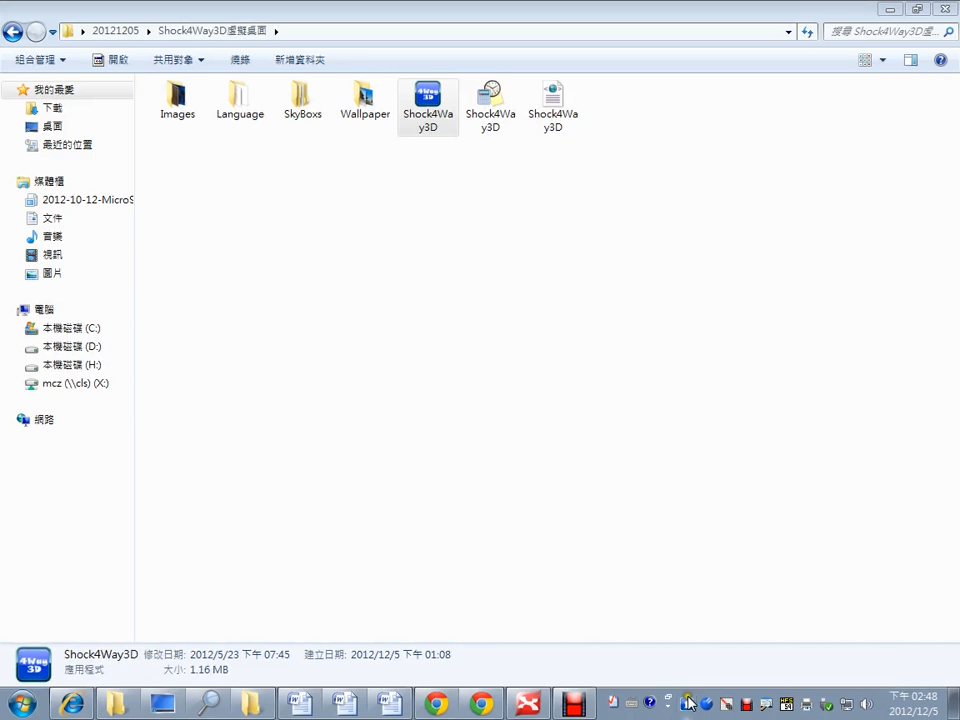 20121205 Shock4Way3D虛擬桌面
搜尋 Shock4Way3D虛...
組合管理 開啟 共用對象 燒錄 新增資料夾
我的最愛
下載
桌面
最近的位置
媒體櫃
2012-10-12-MicroS
文件
音樂
視訊
圖片
電腦
本機磁碟 (C:)
本機磁碟 (D:)
本機磁碟 (H:)
mcz (\\cls) (X:)
網路
4Way
3D
Images Language SkyBoxs Wallpaper Shock4Wa
y3D
Shock4Wa
y3D
Shock4Wa
y3D
4Way
3D
Shock4Way3D 修改日期: 2012/5/23 下午 07:45 建立日期: 2012/12/5 下午 01:08
應用程式 大小: 1.16 MB
下午 02:48
2012/12/5